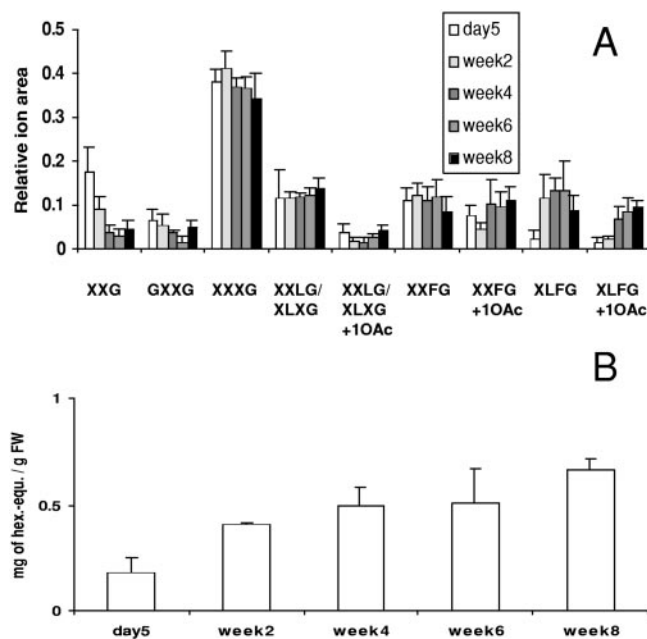 A
day5
week2
week4
week6
week8
Relative ion area
0.5
0.4
0.3
0.2
0.1
0
XXG GXXG XXXG XXLG/ XXLG/ XXFG XXFG XLFG XLFG
XLXG XLXG +1OAc +1OAc
+1OAc
B
mg of hex.-equ. / g FW
1
0.5
0
day5 week2 week4 week6 week8